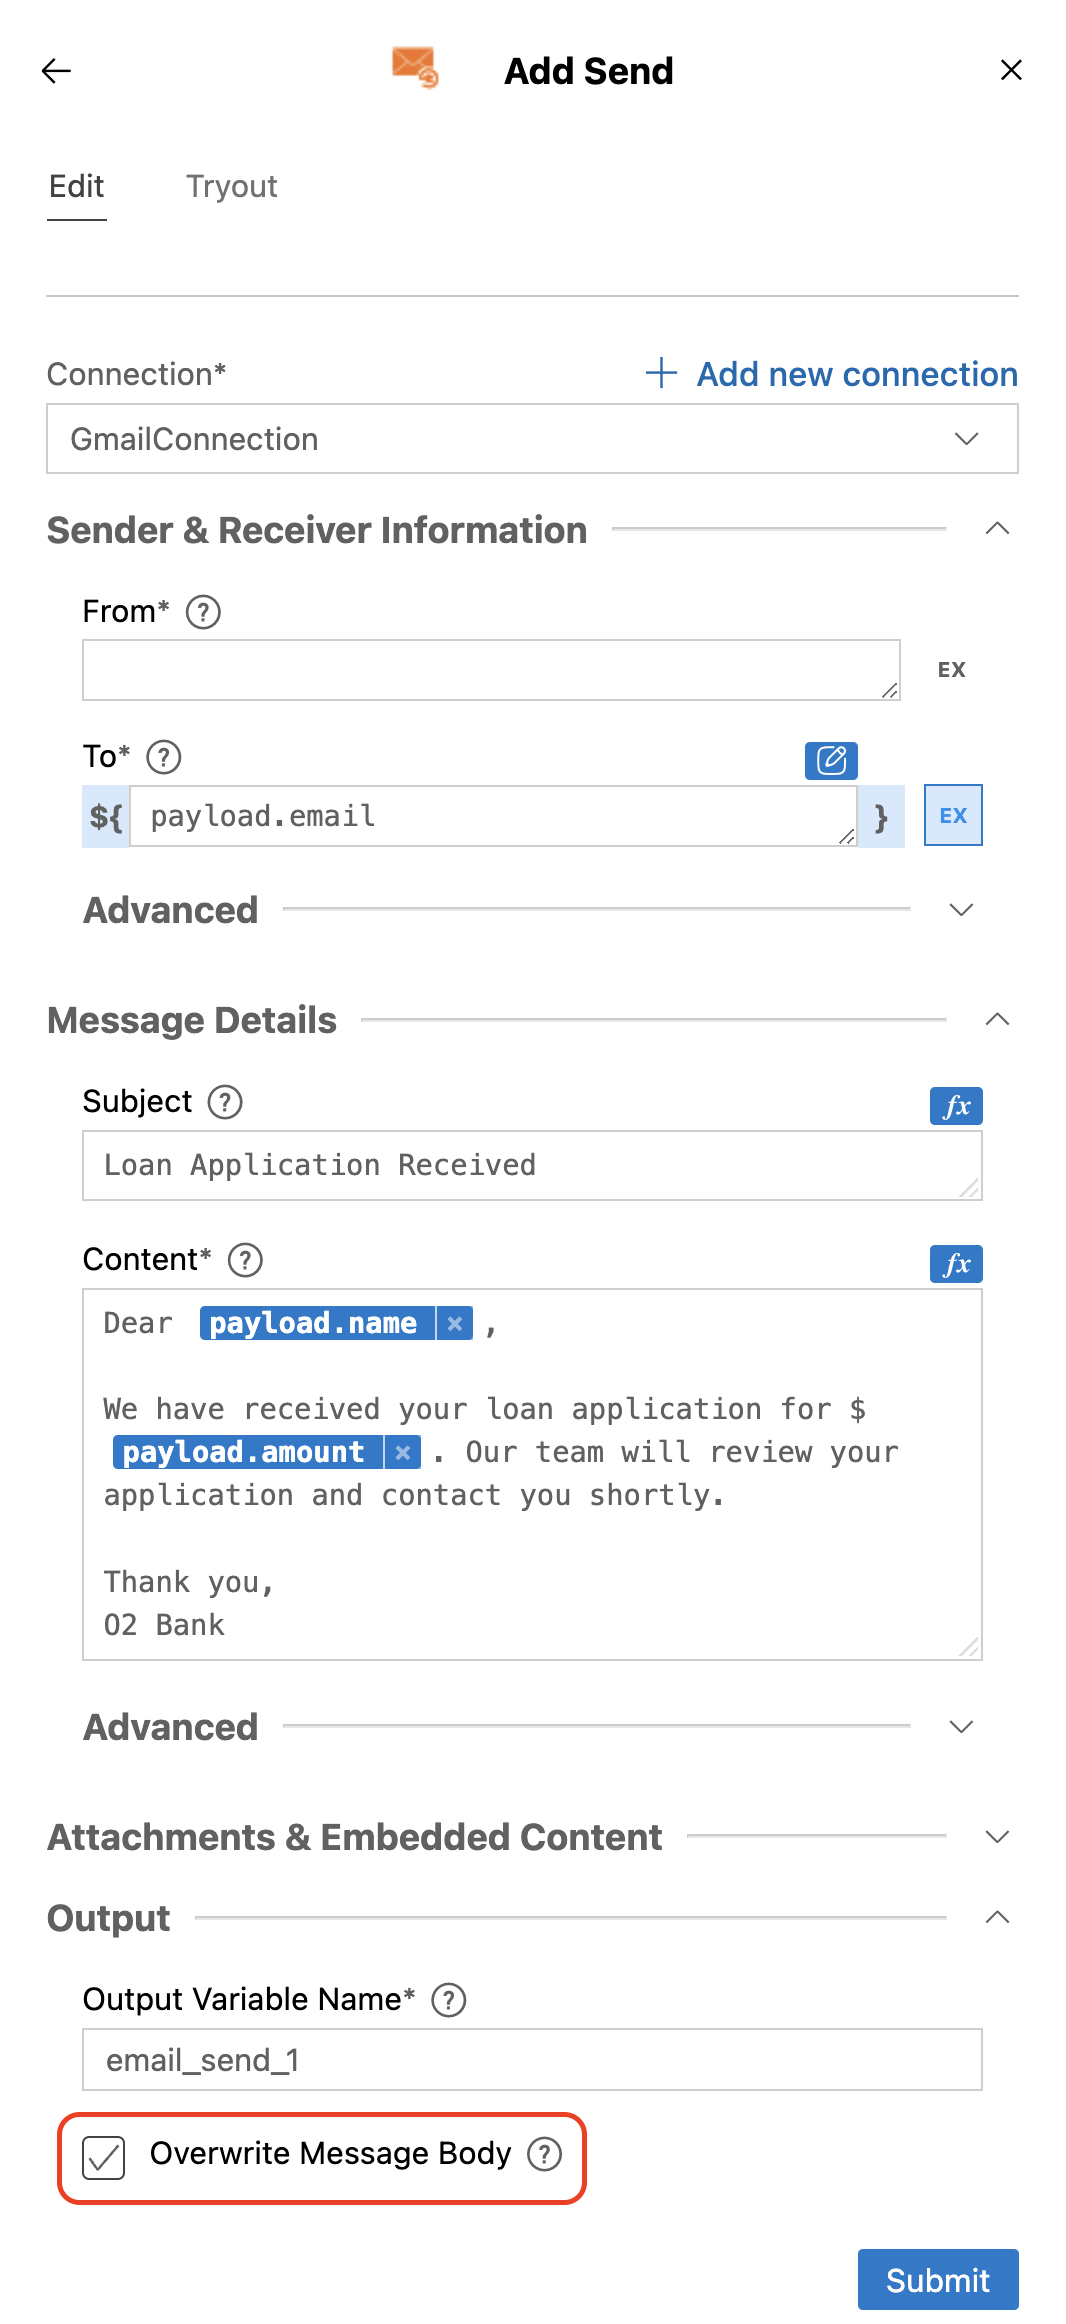 Add Send
Edit Tryout
Connection* + Add new connection
GmailConnection
Sender & Receiver Information
From* ?
EX
To* ?
${ payload.email } EX
Advanced
Message Details
Subject ? fx
Loan Application Received
Content* ? fx
Dear payload.name × ,
We have received your loan application for $
payload.amount × . Our team will review your
application and contact you shortly.
Thank you,
O2 Bank
Advanced
Attachments & Embedded Content
Output
Output Variable Name* ?
email_send_1
Overwrite Message Body ?
Submit